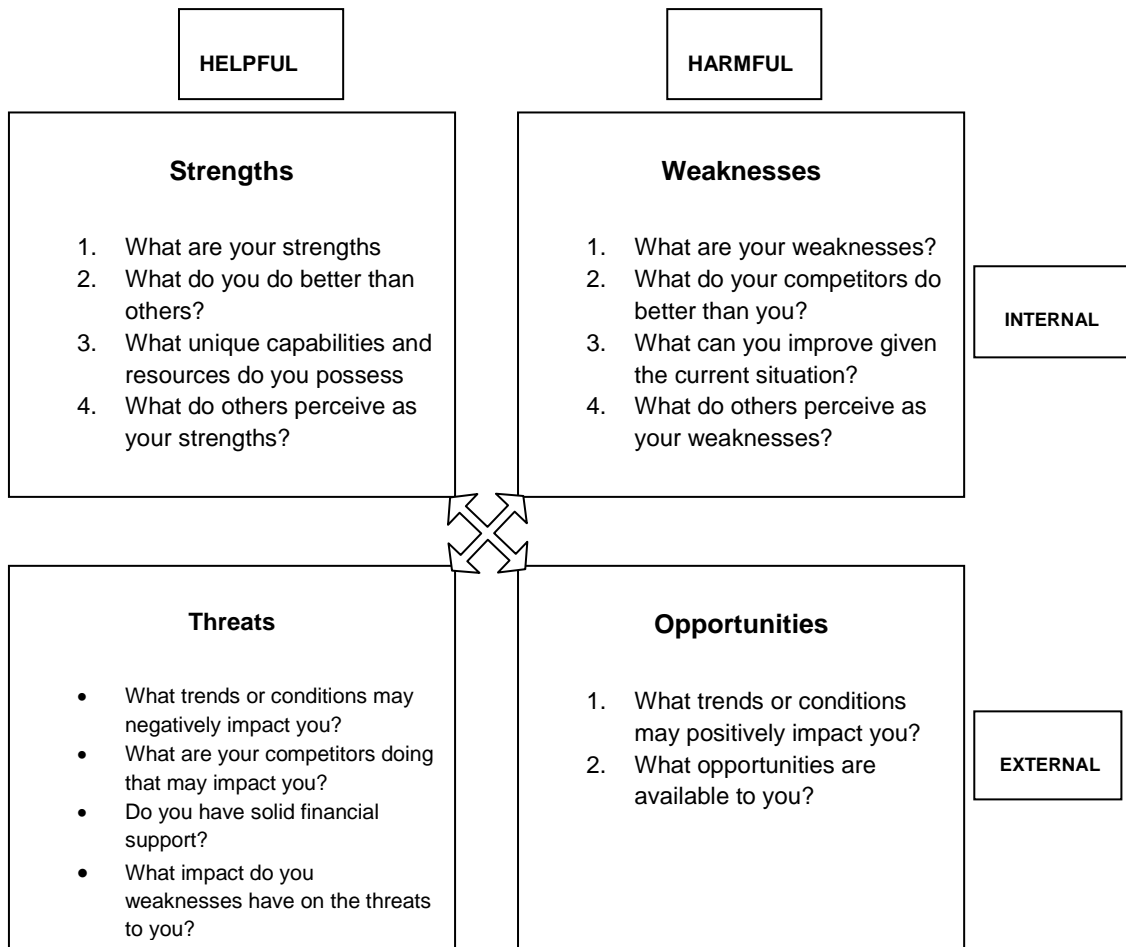 HELPFUL
HARMFUL
Strengths
1. What are your strengths
2. What do you do better than
others?
3. What unique capabilities and
resources do you possess
4. What do others perceive as
your strengths?
Weaknesses
1. What are your weaknesses?
2. What do your competitors do
better than you?
3. What can you improve given
the current situation?
4. What do others perceive as
your weaknesses?
INTERNAL
Threats
• What trends or conditions may
negatively impact you?
• What are your competitors doing
that may impact you?
• Do you have solid financial
support?
• What impact do you
weaknesses have on the threats
to you?
Opportunities
1. What trends or conditions
may positively impact you?
2. What opportunities are
available to you?
EXTERNAL